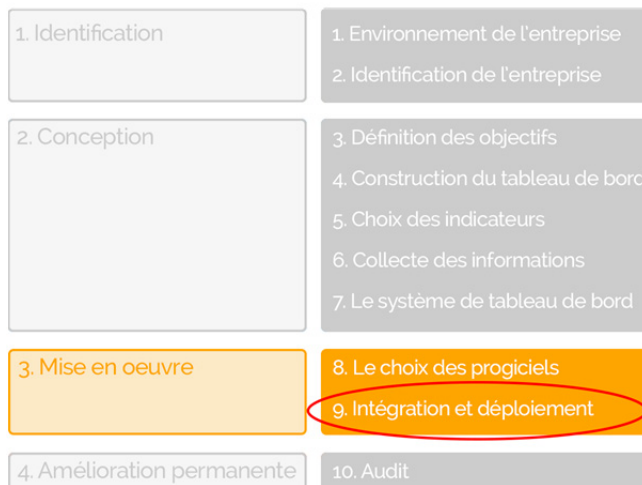 1. Identification
1. Environnement de l'entreprise
2. Identification de l'entreprise
2. Conception
3. Définition des objectifs
4. Construction du tableau de bord
5. Choix des indicateurs
6. Collecte des informations
7. Le système de tableau de bord
3. Mise en oeuvre
8. Le choix des progiciels
9. Intégration et déploiement
4. Amélioration permanente
10. Audit